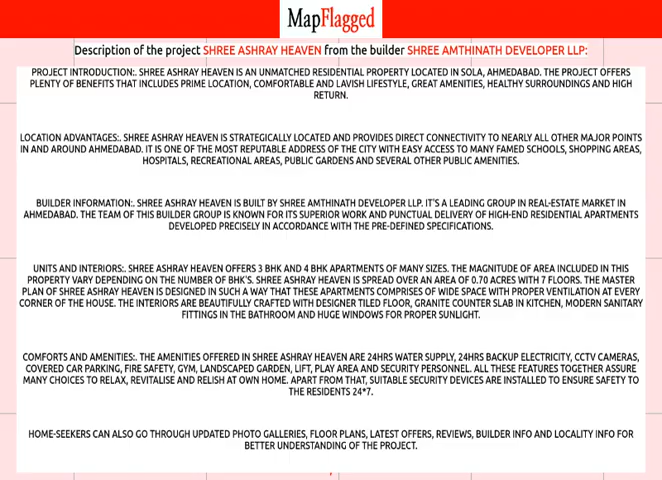 MapFlagged
Description of the project SHREE ASHRAY HEAVEN from the builder SHREE AMTHINATH DEVELOPER LLP:
PROJECT INTRODUCTION:. SHREE ASHRAY HEAVEN IS AN UNMATCHED RESIDENTIAL PROPERTY LOCATED IN SOLA, AHMEDABAD. THE PROJECT OFFERS
PLENTY OF BENEFITS THAT INCLUDES PRIME LOCATION, COMFORTABLE AND LAVISH LIFESTYLE, GREAT AMENITIES, HEALTHY SURROUNDINGS AND HIGH
RETURN.
LOCATION ADVANTAGES:. SHREE ASHRAY HEAVEN IS STRATEGICALLY LOCATED AND PROVIDES DIRECT CONNECTIVITY TO NEARLY ALL OTHER MAJOR POINTS
IN AND AROUND AHMEDABAD. IT IS ONE OF THE MOST REPUTABLE ADDRESS OF THE CITY WITH EASY ACCESS TO MANY FAMED SCHOOLS, SHOPPING AREAS,
HOSPITALS, RECREATIONAL AREAS, PUBLIC GARDENS AND SEVERAL OTHER PUBLIC AMENITIES.
BUILDER INFORMATION:. SHREE ASHRAY HEAVEN IS BUILT BY SHREE AMTHINATH DEVELOPER LLP. IT'S A LEADING GROUP IN REAL-ESTATE MARKET IN
AHMEDABAD. THE TEAM OF THIS BUILDER GROUP IS KNOWN FOR ITS SUPERIOR WORK AND PUNCTUAL DELIVERY OF HIGH-END RESIDENTIAL APARTMENTS
DEVELOPED PRECISELY IN ACCORDANCE WITH THE PRE-DEFINED SPECIFICATIONS.
UNITS AND INTERIORS:. SHREE ASHRAY HEAVEN OFFERS 3 BHK AND 4 BHK APARTMENTS OF MANY SIZES. THE MAGNITUDE OF AREA INCLUDED IN THIS
PROPERTY VARY DEPENDING ON THE NUMBER OF BHK'S. SHREE ASHRAY HEAVEN IS SPREAD OVER AN AREA OF 0.70 ACRES WITH 7 FLOORS. THE MASTER
PLAN OF SHREE ASHRAY HEAVEN IS DESIGNED IN SUCH A WAY THAT THESE APARTMENTS COMPRISES OF WIDE SPACE WITH PROPER VENTILATION AT EVERY
CORNER OF THE HOUSE. THE INTERIORS ARE BEAUTIFULLY CRAFTED WITH DESIGNER TILED FLOOR, GRANITE COUNTER SLAB IN KITCHEN, MODERN SANITARY
FITTINGS IN THE BATHROOM AND HUGE WINDOWS FOR PROPER SUNLIGHT.
COMFORTS AND AMENITIES:. THE AMENITIES OFFERED IN SHREE ASHRAY HEAVEN ARE 24HRS WATER SUPPLY, 24HRS BACKUP ELECTRICITY, CCTV CAMERAS,
COVERED CAR PARKING, FIRE SAFETY, GYM, LANDSCAPED GARDEN, LIFT, PLAY AREA AND SECURITY PERSONNEL. ALL THESE FEATURES TOGETHER ASSURE
MANY CHOICES TO RELAX, REVITALISE AND RELISH AT OWN HOME. APART FROM THAT, SUITABLE SECURITY DEVICES ARE INSTALLED TO ENSURE SAFETY TO
THE RESIDENTS 24*7.
HOME-SEEKERS CAN ALSO GO THROUGH UPDATED PHOTO GALLERIES, FLOOR PLANS, LATEST OFFERS, REVIEWS, BUILDER INFO AND LOCALITY INFO FOR
BETTER UNDERSTANDING OF THE PROJECT.